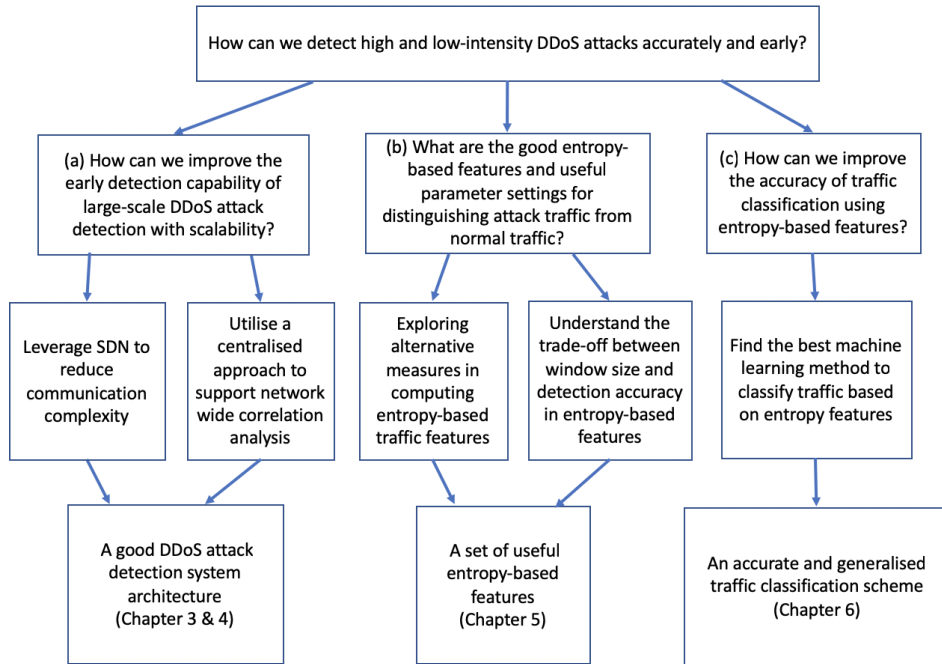 How can we detect high and low-intensity DDoS attacks accurately and early?
(a) How can we improve the
early detection capability of
large-scale DDoS attack
detection with scalability?
(b) What are the good entropy-
based features and useful
parameter settings for
distinguishing attack traffic from
normal traffic?
(c) How can we improve
the accuracy of traffic
classification using
entropy-based features?
Leverage SDN to
reduce
communication
complexity
Utilise a
centralised
approach to
support network
wide correlation
analysis
Exploring
alternative
measures in
computing
entropy-based
traffic features
Understand the
trade-off between
window size and
detection accuracy
in entropy-based
features
Find the best machine
learning method to
classify traffic based
on entropy features
A good DDoS attack
detection system
architecture
(Chapter 3 & 4)
A set of useful
entropy-based
features
(Chapter 5)
An accurate and generalised
traffic classification scheme
(Chapter 6)